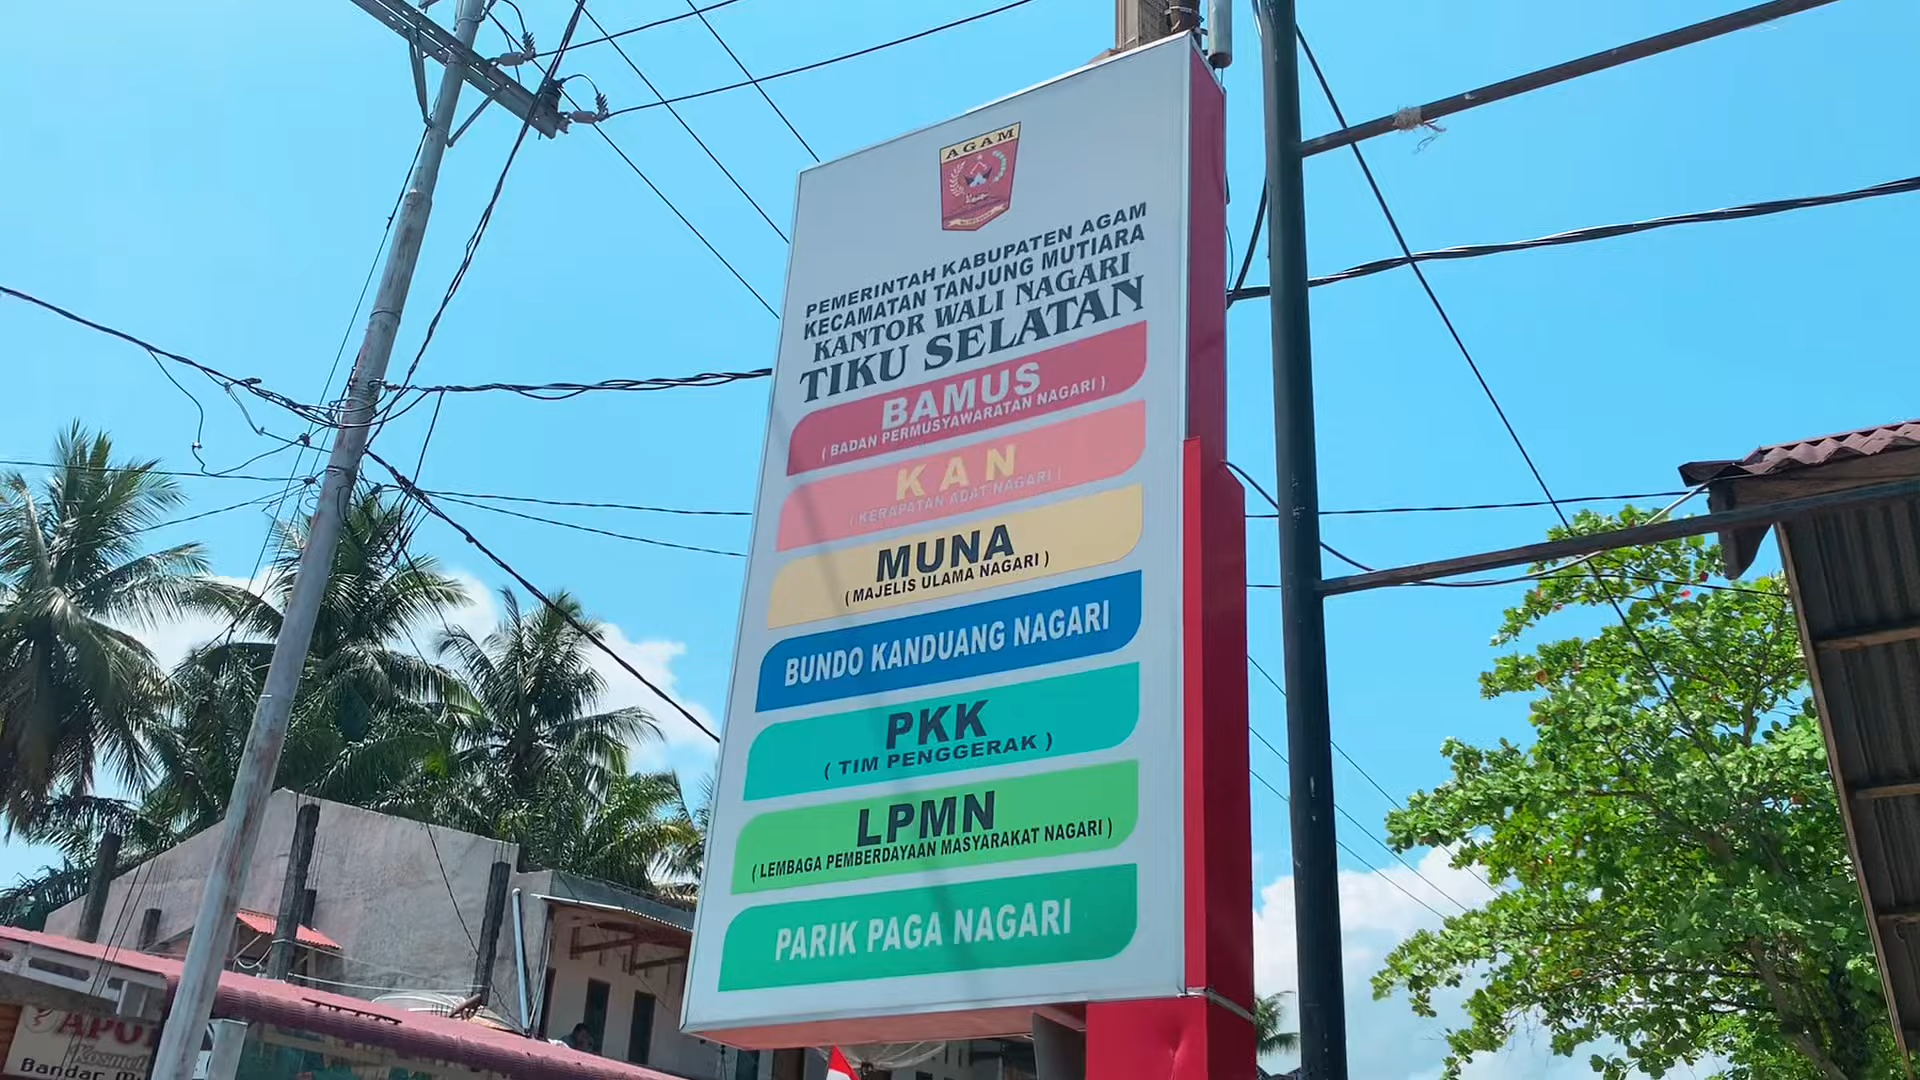 AGAM
PEMERINTAH KABUPATEN AGAM
KECAMATAN TANJUNG MUTIARA
KANTOR WALI NAGARI
TIKU SELATAN
BAMUS
( BADAN PERMUSYAWARATAN NAGARI )
KAN
( KERAPATAN ADAT NAGARI )
MUNA
( MAJELIS ULAMA NAGARI )
BUNDO KANDUANG NAGARI
PKK
( TIM PENGGERAK )
LPMN
( LEMBAGA PEMBERDAYAAN MASYARAKAT NAGARI )
PARIK PAGA NAGARI
Bandar